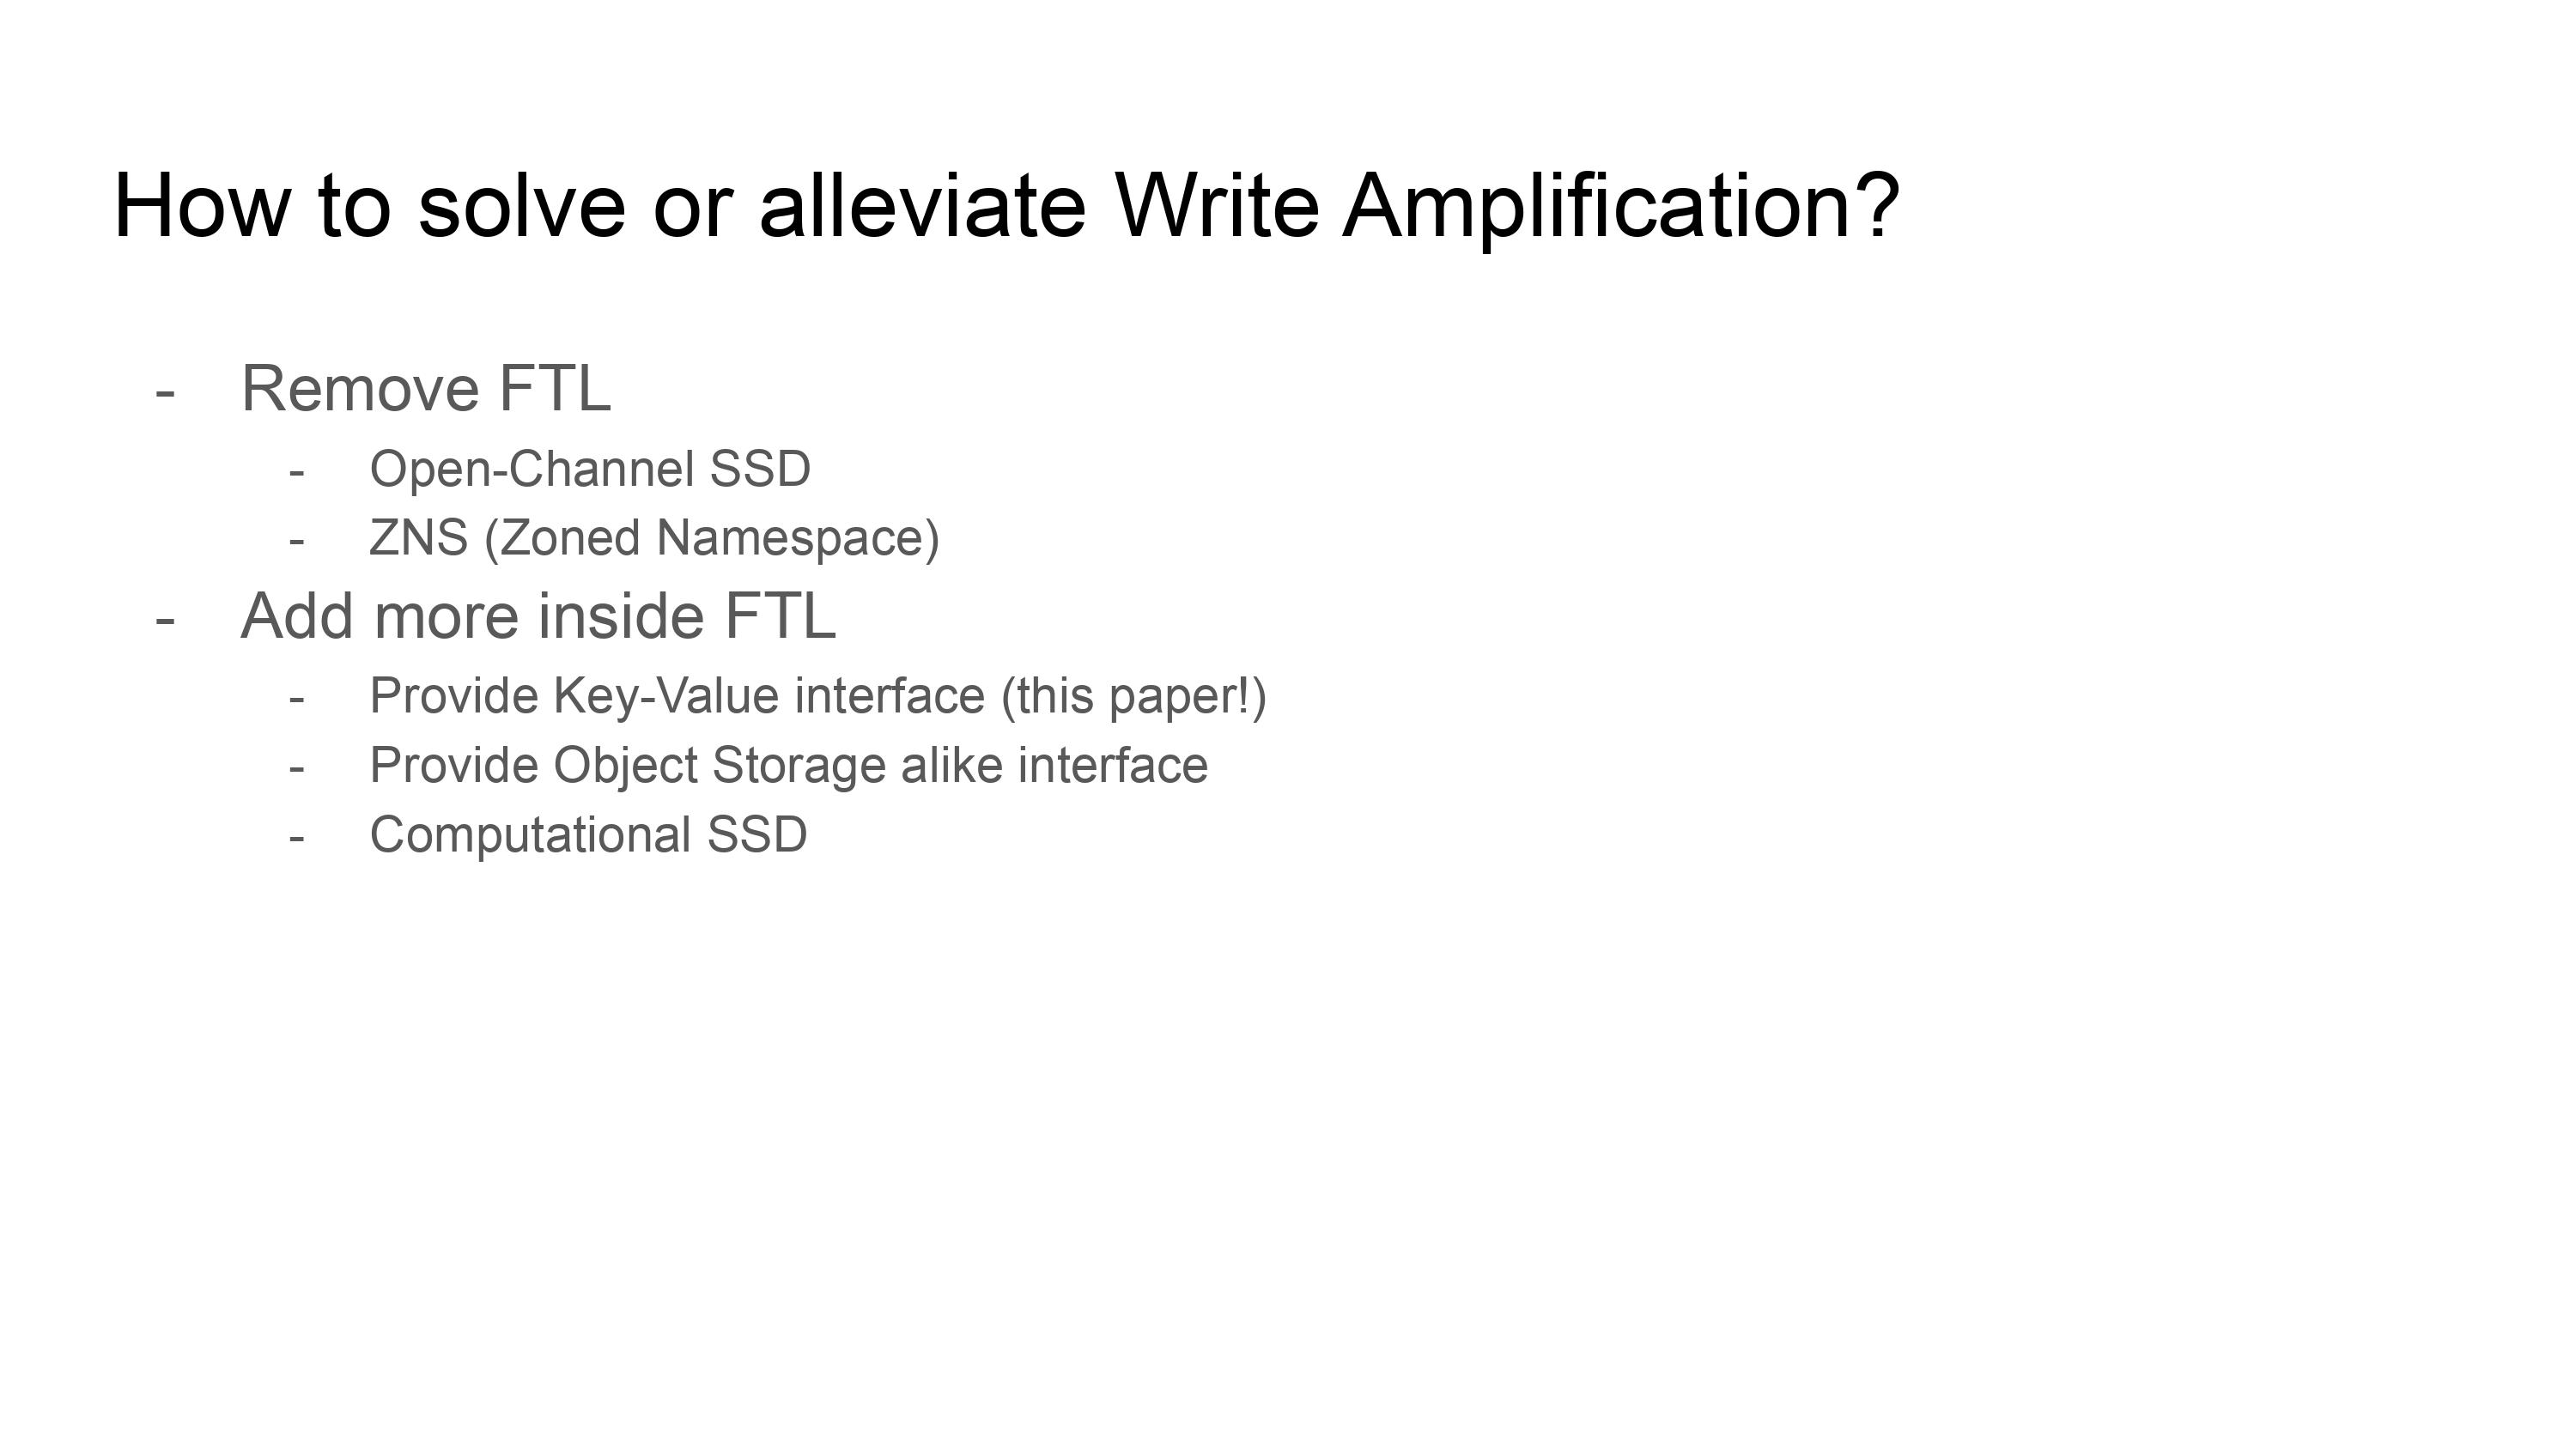 How to solve or alleviate Write Amplification?
- Remove FTL
- Open-Channel SSD
- ZNS (Zoned Namespace)
- Add more inside FTL
- Provide Key-Value interface (this paper!)
- Provide Object Storage alike interface
- Computational SSD